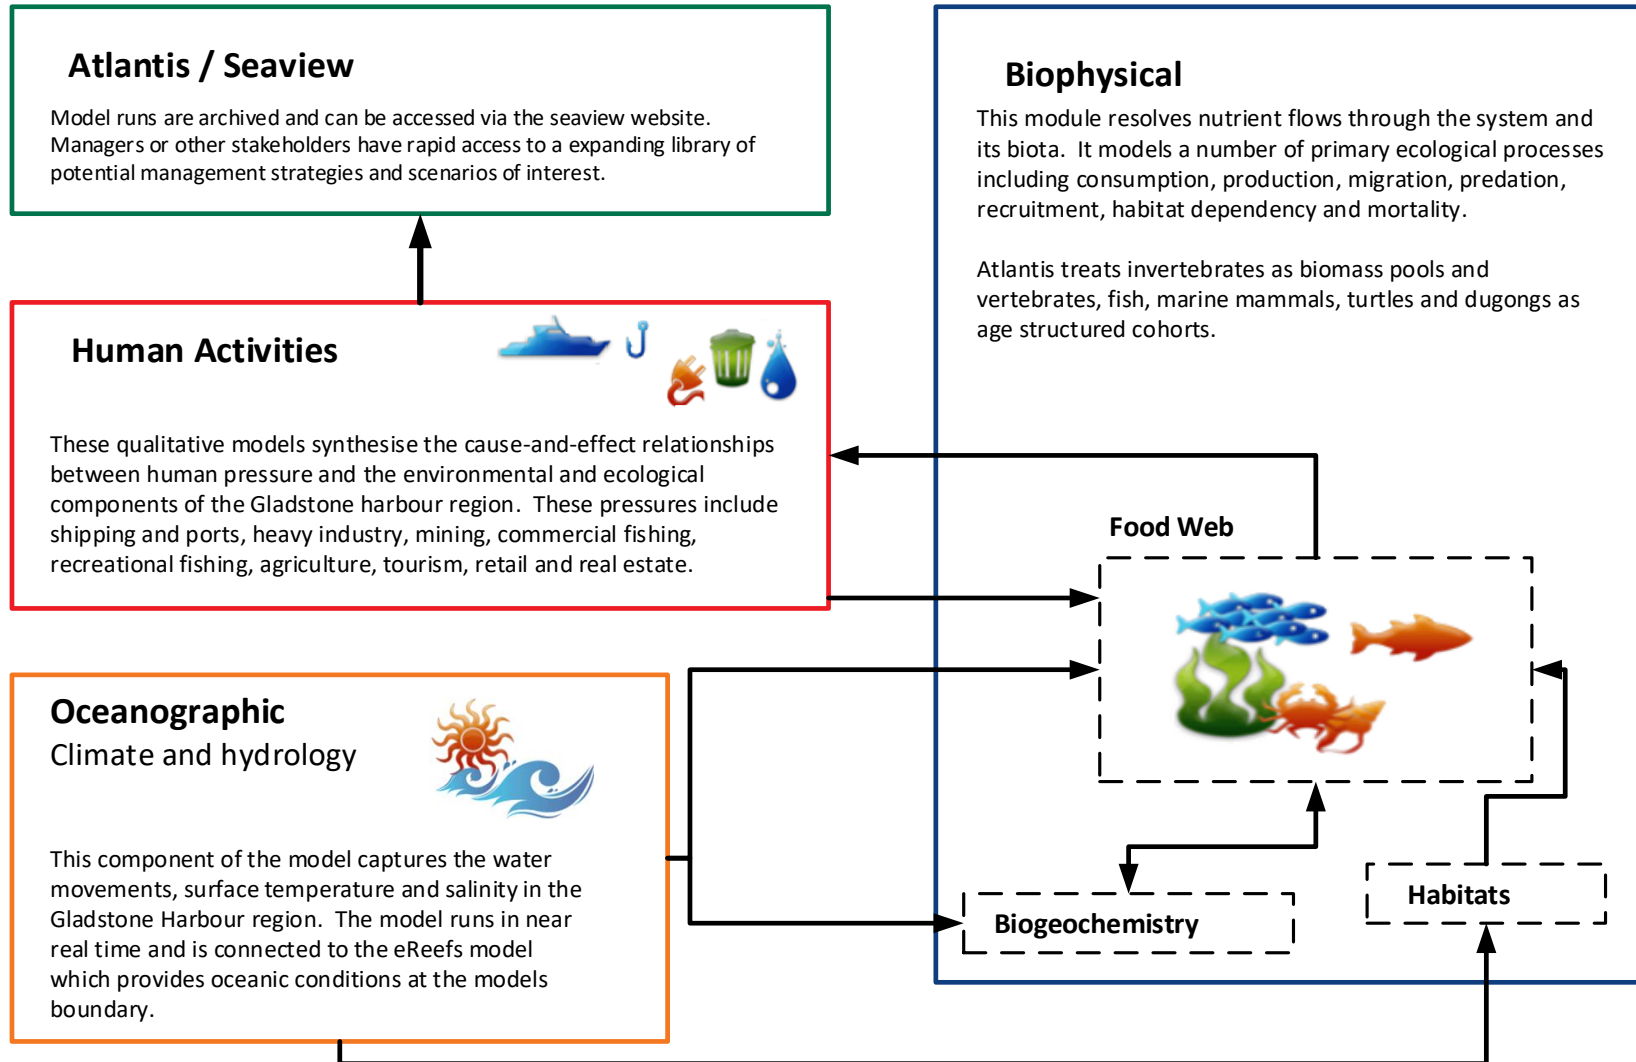 Atlantis / Seaview
Model runs are archived and can be accessed via the seaview website.
Managers or other stakeholders have rapid access to a expanding library of
potential management strategies and scenarios of interest.
Human Activities
These qualitative models synthesise the cause-and-effect relationships
between human pressure and the environmental and ecological
components of the Gladstone harbour region.  These pressures include
shipping and ports, heavy industry, mining, commercial fishing,
recreational fishing, agriculture, tourism, retail and real estate.
Oceanographic
Climate and hydrology
This component of the model captures the water
movements, surface temperature and salinity in the
Gladstone Harbour region.  The model runs in near
real time and is connected to the eReefs model
which provides oceanic conditions at the models
boundary.
Biophysical
This module resolves nutrient flows through the system and
its biota.  It models a number of primary ecological processes
including consumption, production, migration, predation,
recruitment, habitat dependency and mortality.
Atlantis treats invertebrates as biomass pools and
vertebrates, fish, marine mammals, turtles and dugongs as
age structured cohorts.
Food Web
Biogeochemistry
Habitats